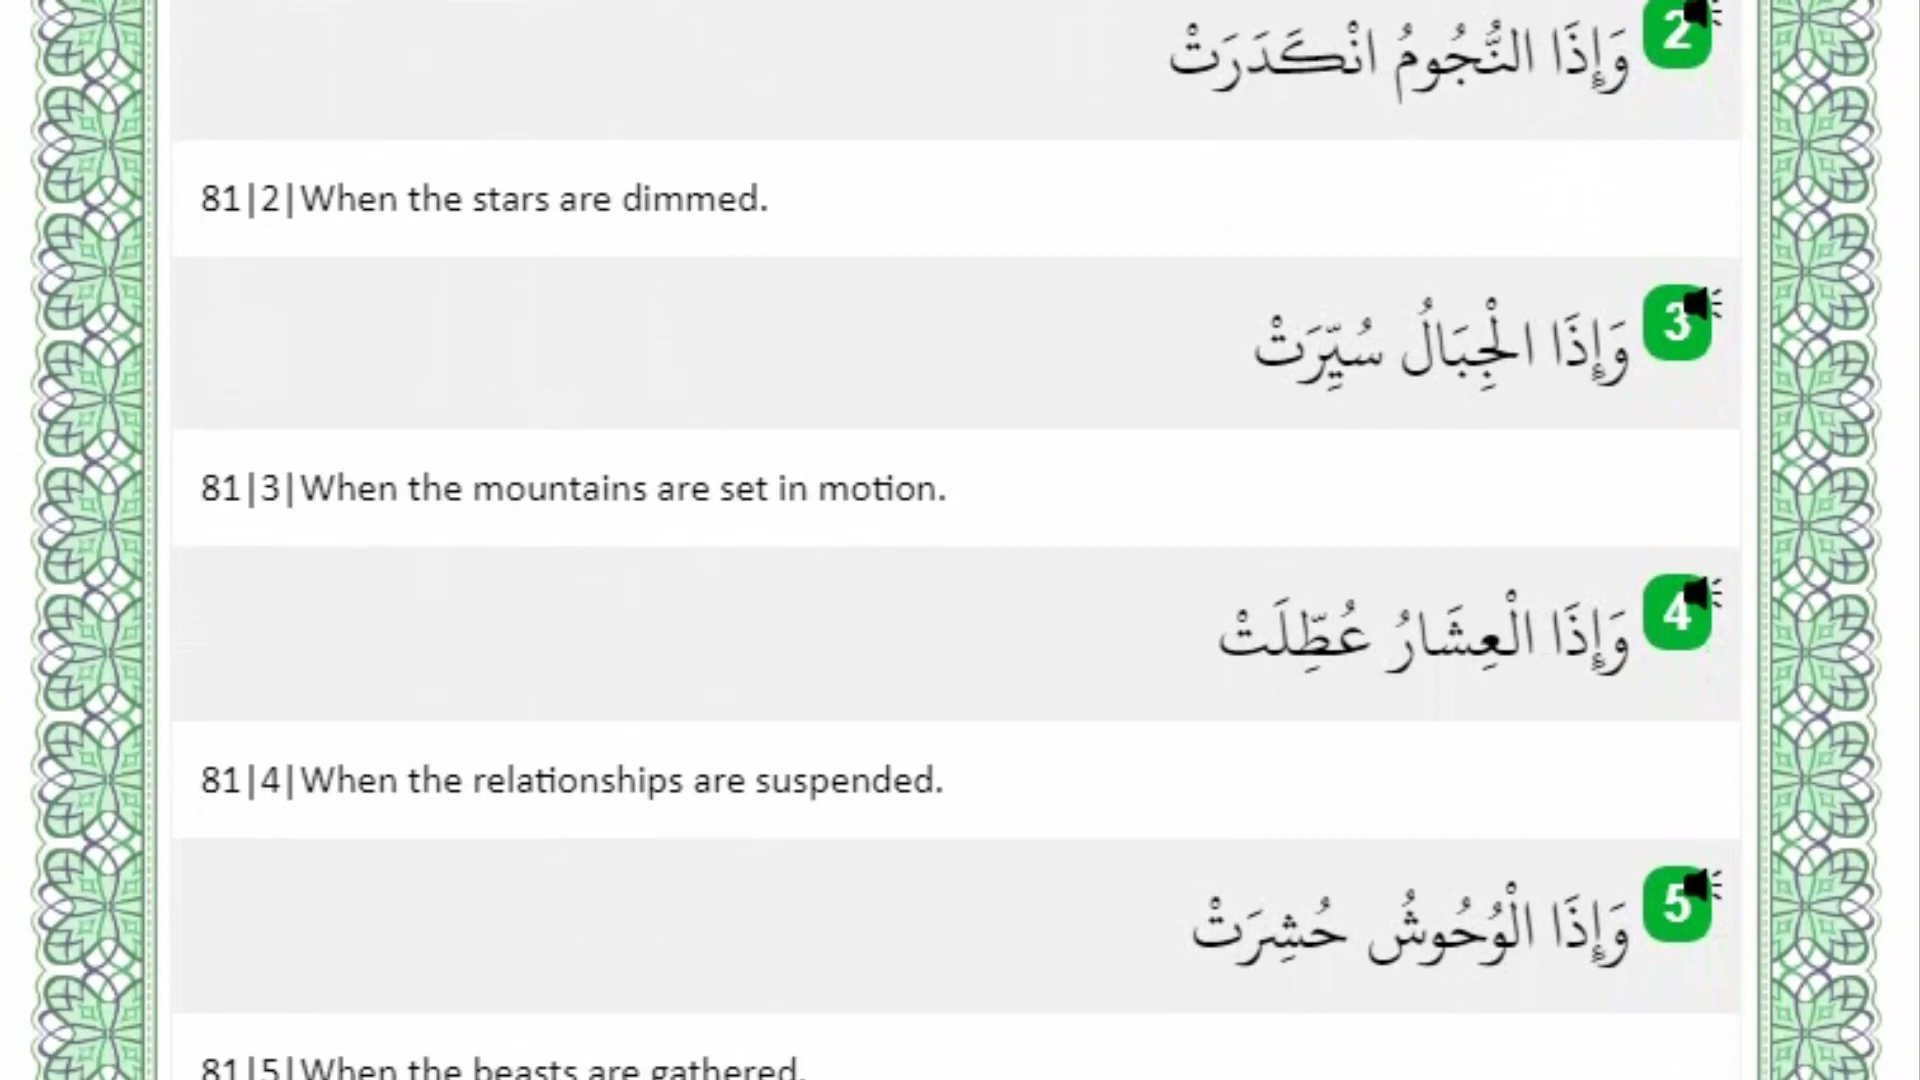 2 وَإِذَا النُّجُومُ انْكَدَرَتْ
81|2|When the stars are dimmed.
3 وَإِذَا الْجِبَالُ سُيِّرَتْ
81|3|When the mountains are set in motion.
4 وَإِذَا الْعِشَارُ عُطِّلَتْ
81|4|When the relationships are suspended.
5 وَإِذَا الْوُحُوشُ حُشِرَتْ
81|5|When the beasts are gathered.